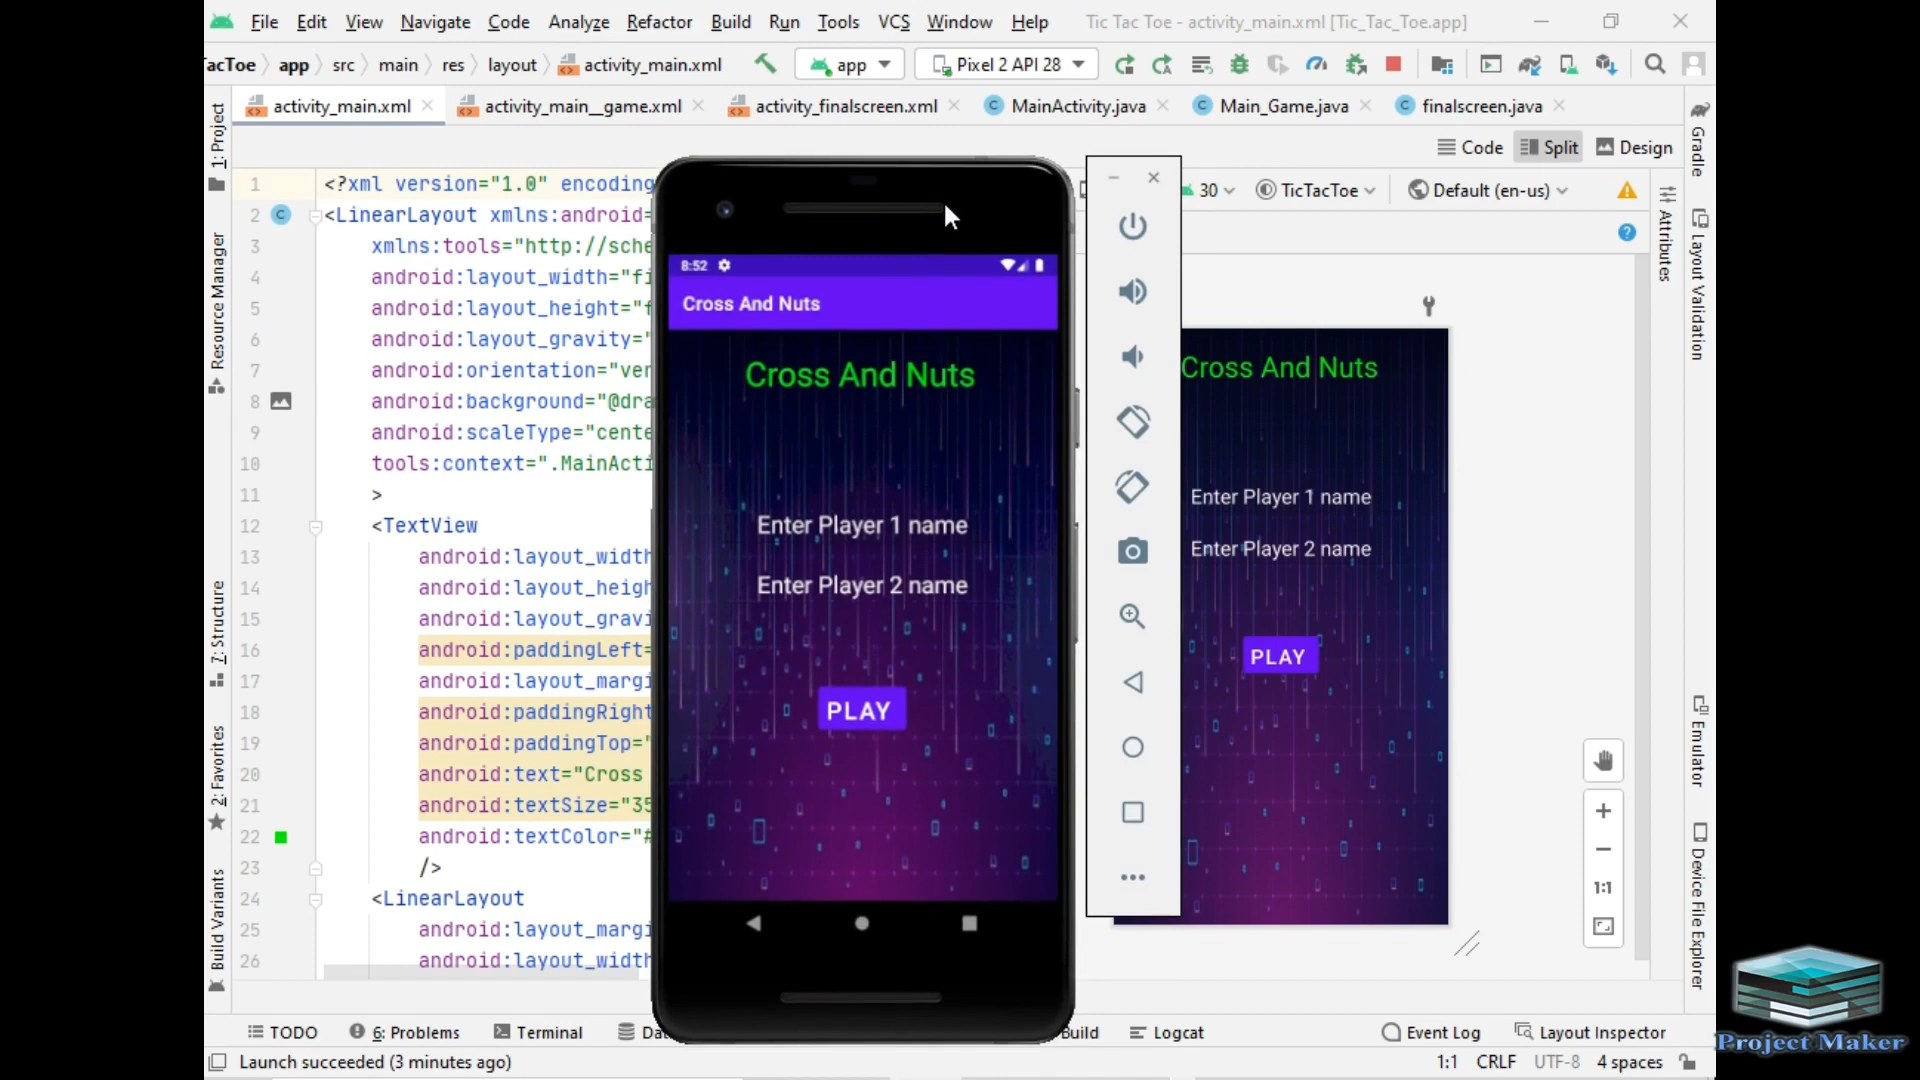 File Edit View Navigate Code Analyze Refactor Build Run Tools VCS Window Help Tic Tac Toe - activity_main.xml [Tic_Tac_Toe.app]
TacToe app src main res layout activity_main.xml app Pixel 2 API 28
activity_main.xml activity_main__game.xml activity_finalscreen.xml MainActivity.java Main_Game.java finalscreen.java
Code Split Design
30 TicTacToe Default (en-us)
1 <?xml version="1.0" encoding
2 <LinearLayout xmlns:android=
3 xmlns:tools="http://sche
4 android:layout_width="fi
5 android:layout_height="f
6 android:layout_gravity="
7 android:orientation="ver
8 android:background="@dra
9 android:scaleType="cente
10 tools:context=".MainActi
11 >
12 <TextView
13 android:layout_width
14 android:layout_heigh
15 android:layout_gravi
16 android:paddingLeft=
17 android:layout_margi
18 android:paddingRight
19 android:paddingTop="
20 android:text="Cross
21 android:textSize="35
22 android:textColor="#
23 />
24 <LinearLayout
25 android:layout_margi
26 android:layout_width
8:52
Cross And Nuts
Cross And Nuts
Enter Player 1 name
Enter Player 2 name
PLAY
Cross And Nuts
Enter Player 1 name
Enter Player 2 name
PLAY
1:1
1: Project
Resource Manager
7: Structure
2: Favorites
Build Variants
Gradle
Attributes
Layout Validation
Emulator
Device File Explorer
TODO 6: Problems Terminal Da Build Logcat Event Log Layout Inspector
Launch succeeded (3 minutes ago) 1:1 CRLF UTF-8 4 spaces
Project Maker